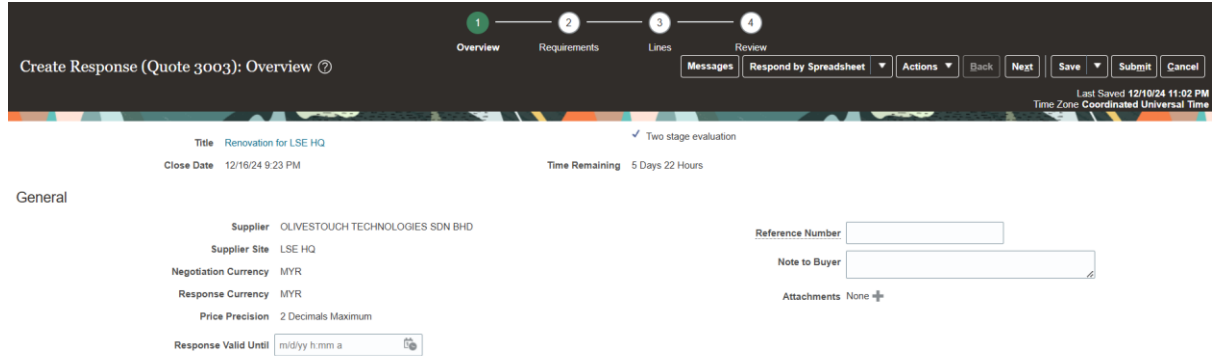 1 2 3 4
Overview Requirements Lines Review
Create Response (Quote 3003): Overview ?
Messages Respond by Spreadsheet Actions Back Next Save Submit Cancel
Last Saved 12/10/24 11:02 PM
Time Zone Coordinated Universal Time
Title Renovation for LSE HQ Two stage evaluation
Close Date 12/16/24 9:23 PM Time Remaining 5 Days 22 Hours
General
Supplier OLIVESTOUCH TECHNOLOGIES SDN BHD
Reference Number
Supplier Site LSE HQ
Note to Buyer
Negotiation Currency MYR
Response Currency MYR
Attachments None
Price Precision 2 Decimals Maximum
Response Valid Until m/d/yy h:mm a